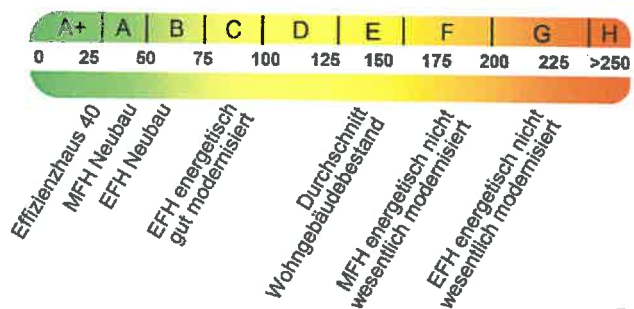 A+ A B C D E F G H
0 25 50 75 100 125 150 175 200 225 >250
Effizienzhaus 40
MFH Neubau
EFH Neubau
EFH energetisch
gut modernisiert
Durchschnitt
Wohngebäudebestand
MFH energetisch nicht
wesentlich modernisiert
EFH energetisch nicht
wesentlich modernisiert